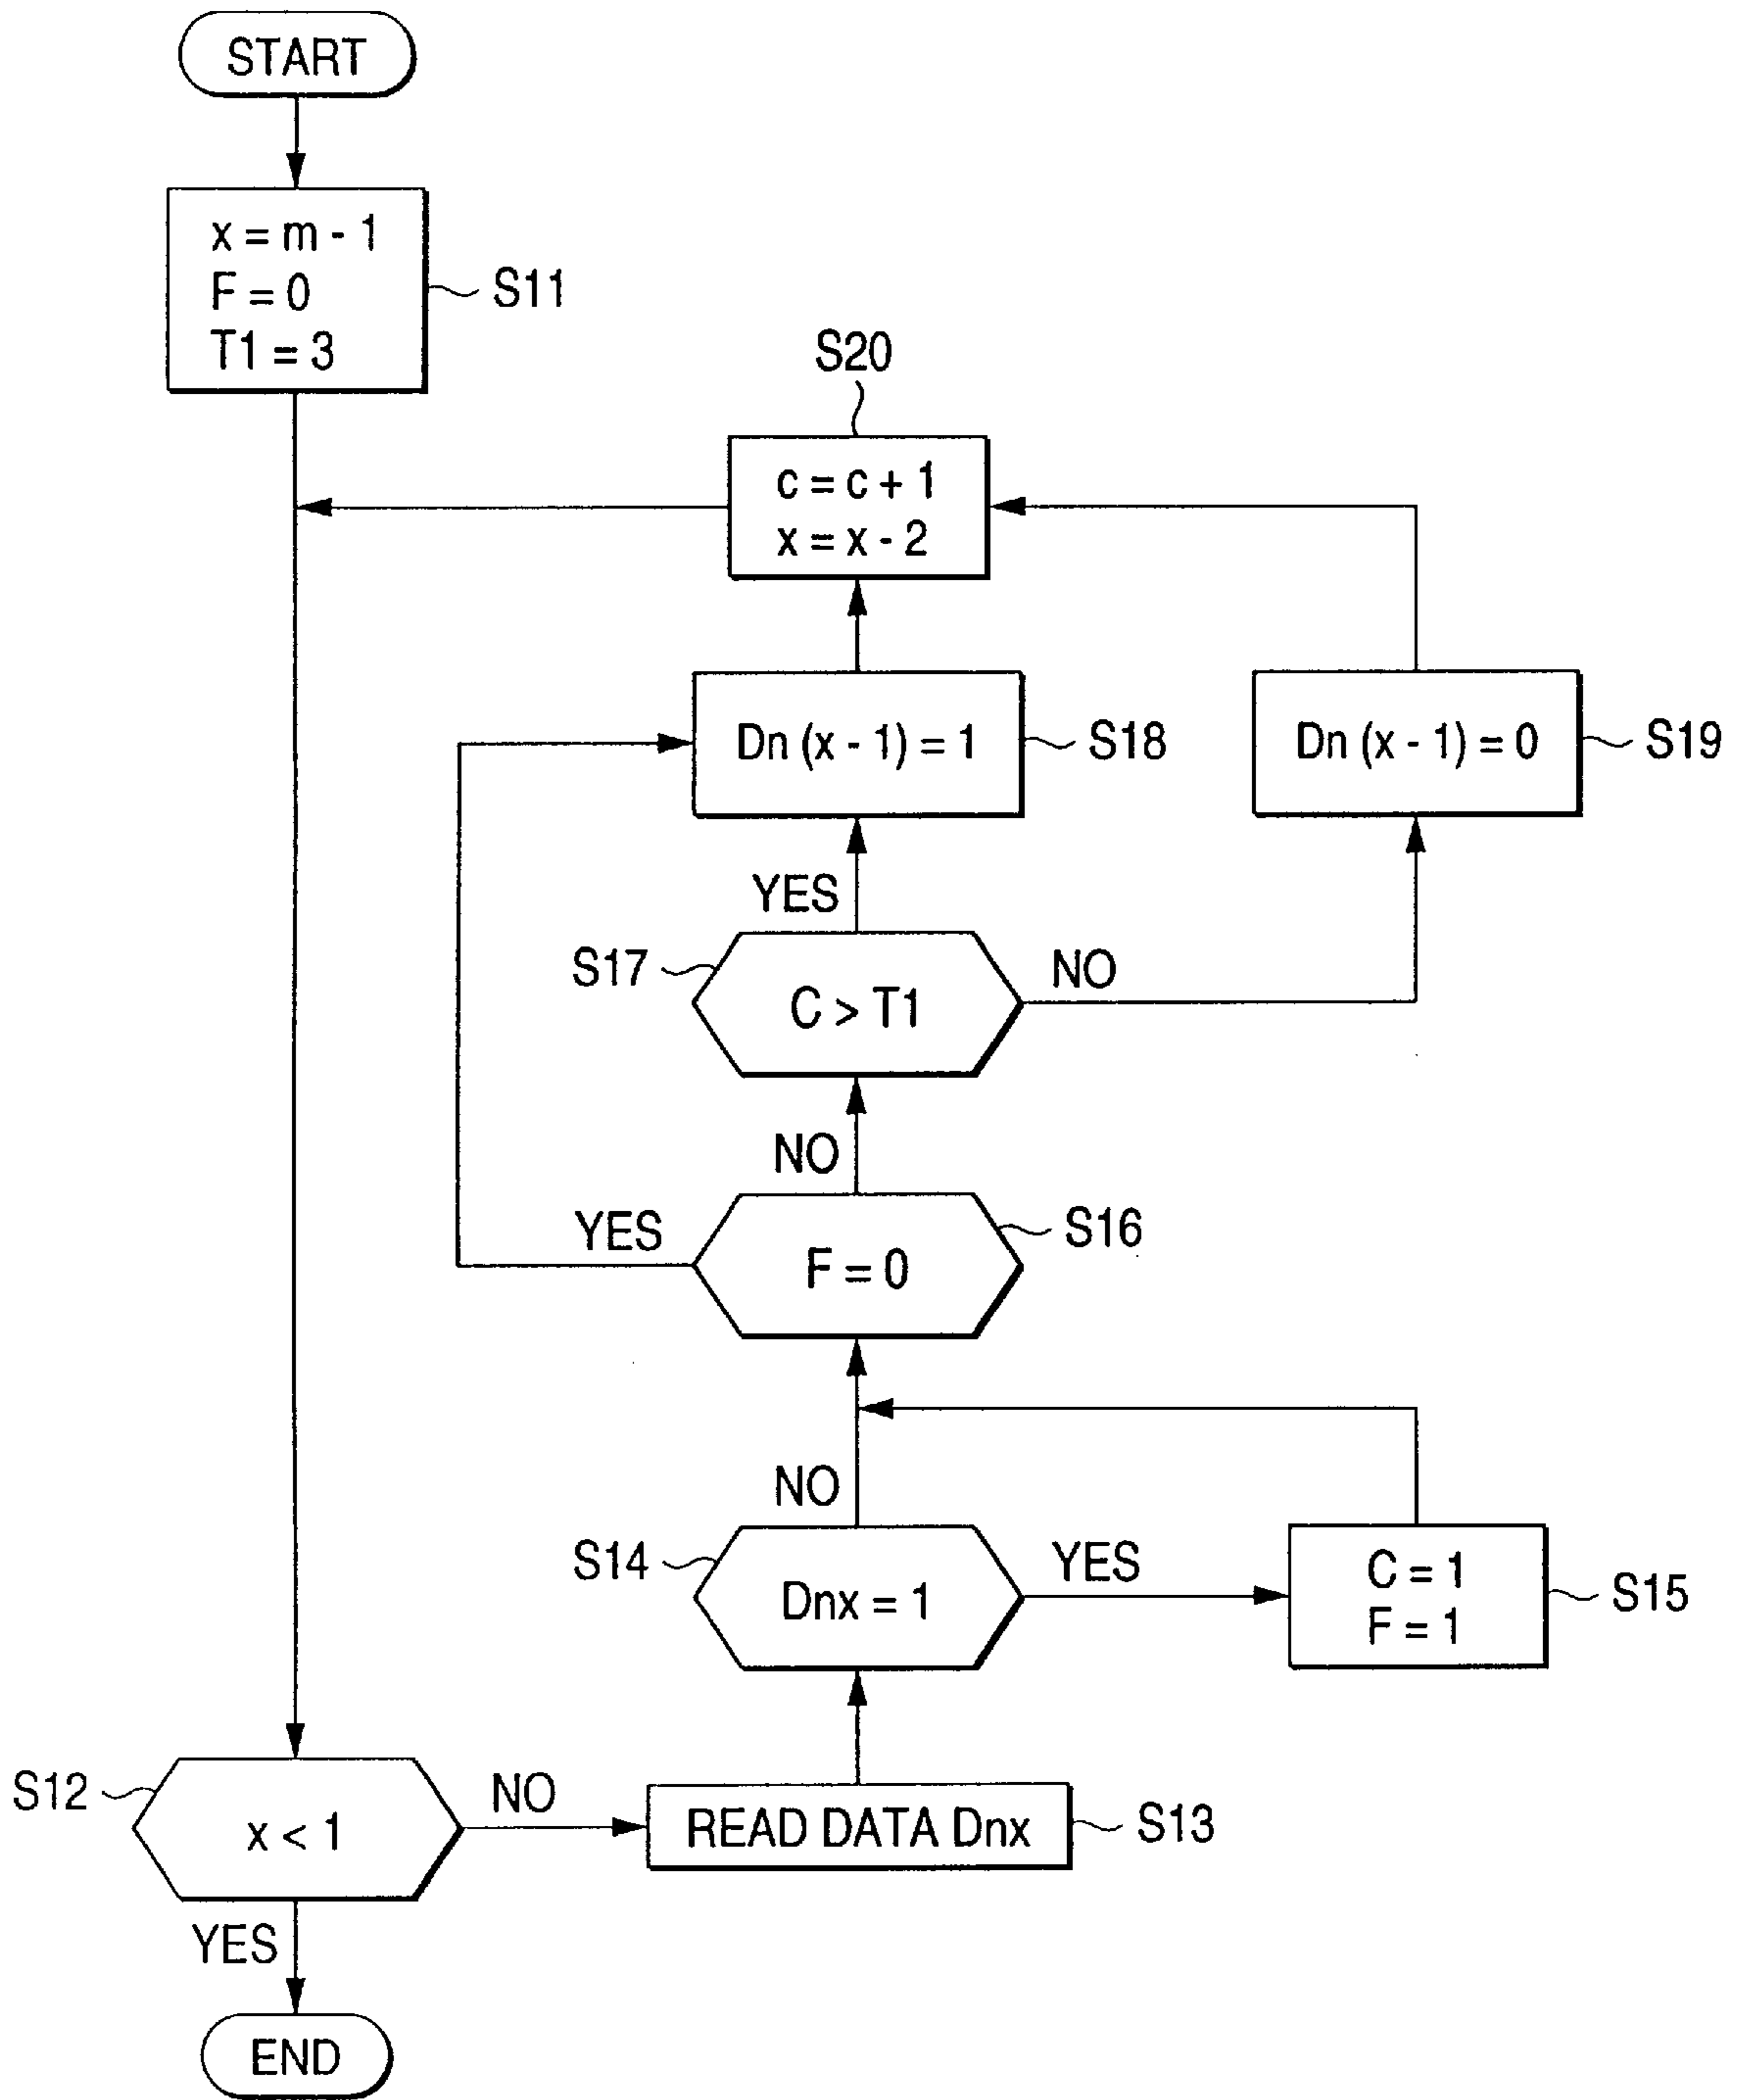 START
x = m - 1
F = 0
T1 = 3
S11
S20
c = c + 1
x = x - 2
Dn (x - 1) = 1
S18
Dn (x - 1) = 0
S19
YES
S17
C > T1
NO
NO
YES
F = 0
S16
NO
S14
Dnx = 1
YES
C = 1
F = 1
S15
S12
x < 1
NO
READ DATA Dnx
S13
YES
END